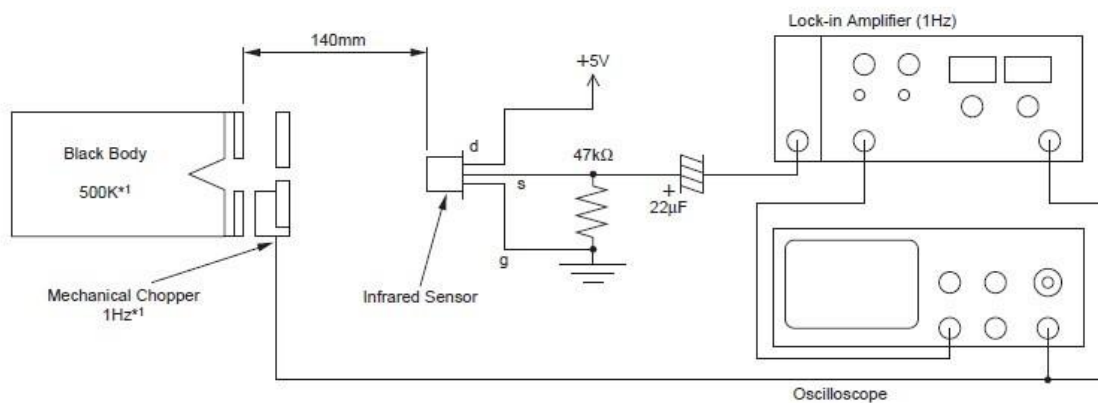 Lock-in Amplifier (1Hz)
140mm
+5V
Black Body
500K*1
d
47kΩ
s
+
22μF
g
Mechanical Chopper
1Hz*1
Infrared Sensor
Oscilloscope